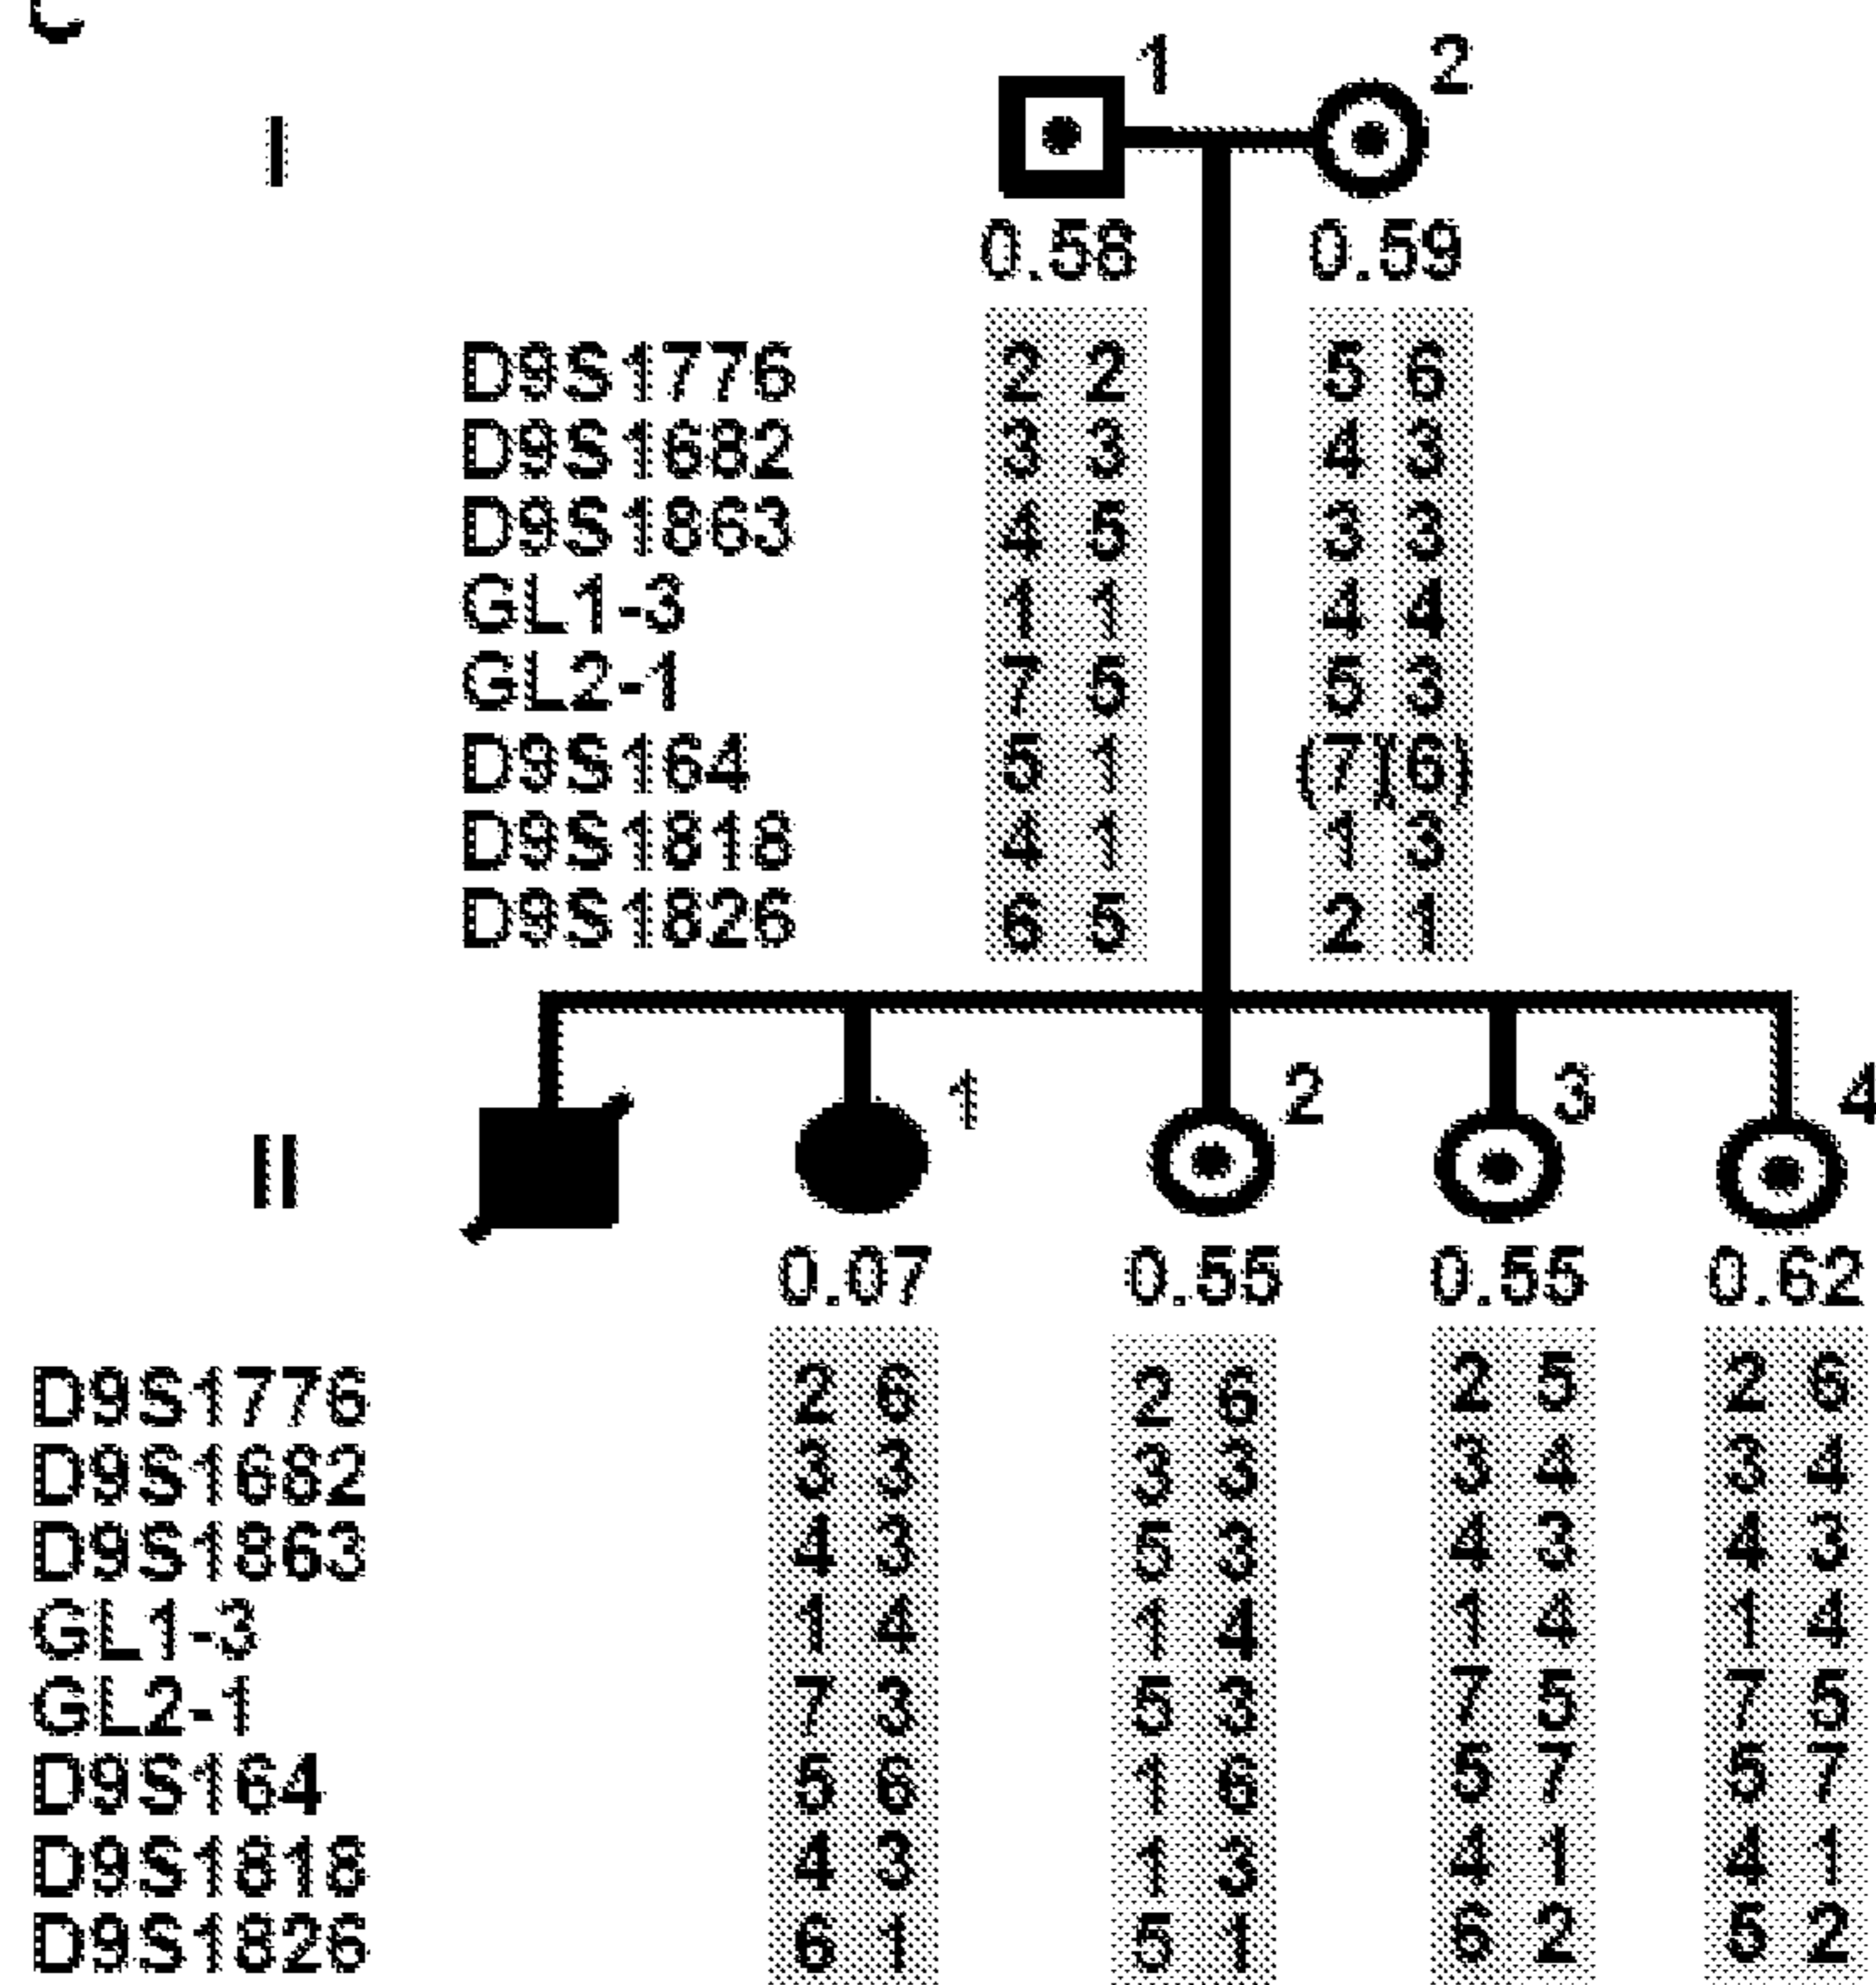 1 2
I
0.58 0.59
D9S1776 2 2 5 6
D9S1682 3 3 4 3
D9S1863 4 5 3 3
GL1-3 1 1 4 4
GL2-1 7 5 5 3
D9S164 5 1 (7)(6)
D9S1818 4 1 1 3
D9S1826 6 5 2 1
1 2 3 4
II
0.07 0.55 0.55 0.62
D9S1776 2 6 2 6 2 5 2 6
D9S1682 3 3 3 3 3 4 3 4
D9S1863 4 3 5 3 4 3 4 3
GL1-3 1 4 1 4 1 4 1 4
GL2-1 7 3 5 3 7 5 7 5
D9S164 5 6 1 6 5 7 5 7
D9S1818 4 3 1 3 4 1 4 1
D9S1826 6 1 5 1 6 2 5 2